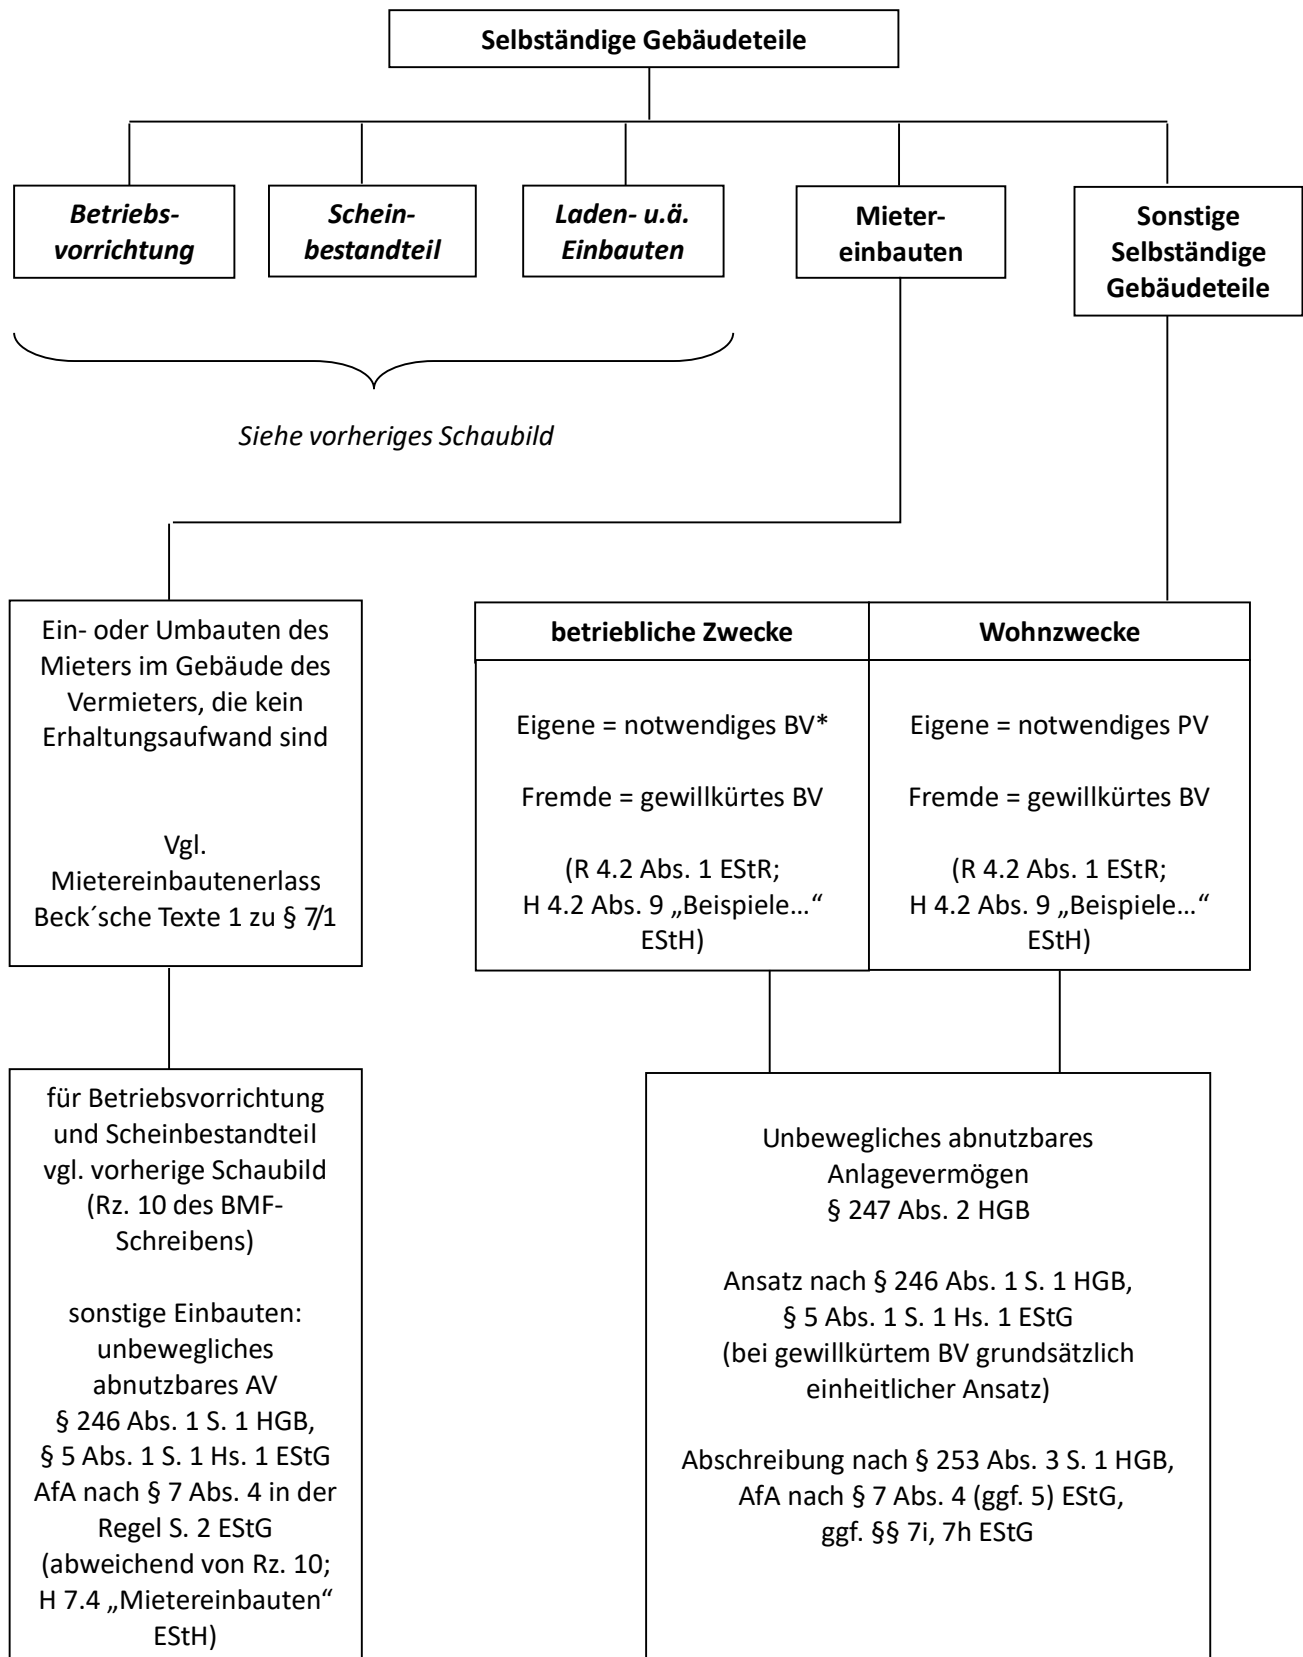 Selbständige Gebäudeteile
Betriebs-
vorrichtung
Schein-
bestandteil
Laden- u.ä.
Einbauten
Mieter-
einbauten
Sonstige
Selbständige
Gebäudeteile
Siehe vorheriges Schaubild
Ein- oder Umbauten des
Mieters im Gebäude des
Vermieters, die kein
Erhaltungsaufwand sind
Vgl.
Mietereinbautenerlass
Beck´sche Texte 1 zu § 7/1
betriebliche Zwecke
Eigene = notwendiges BV*
Fremde = gewillkürtes BV
(R 4.2 Abs. 1 EStR;
H 4.2 Abs. 9 „Beispiele…“
EStH)
Wohnzwecke
Eigene = notwendiges PV
Fremde = gewillkürtes BV
(R 4.2 Abs. 1 EStR;
H 4.2 Abs. 9 „Beispiele…“
EStH)
für Betriebsvorrichtung
und Scheinbestandteil
vgl. vorherige Schaubild
(Rz. 10 des BMF-
Schreibens)
sonstige Einbauten:
unbewegliches
abnutzbares AV
§ 246 Abs. 1 S. 1 HGB,
§ 5 Abs. 1 S. 1 Hs. 1 EStG
AfA nach § 7 Abs. 4 in der
Regel S. 2 EStG
(abweichend von Rz. 10;
H 7.4 „Mietereinbauten“
EStH)
Unbewegliches abnutzbares
Anlagevermögen
§ 247 Abs. 2 HGB
Ansatz nach § 246 Abs. 1 S. 1 HGB,
§ 5 Abs. 1 S. 1 Hs. 1 EStG
(bei gewillkürtem BV grundsätzlich
einheitlicher Ansatz)
Abschreibung nach § 253 Abs. 3 S. 1 HGB,
AfA nach § 7 Abs. 4 (ggf. 5) EStG,
ggf. §§ 7i, 7h EStG